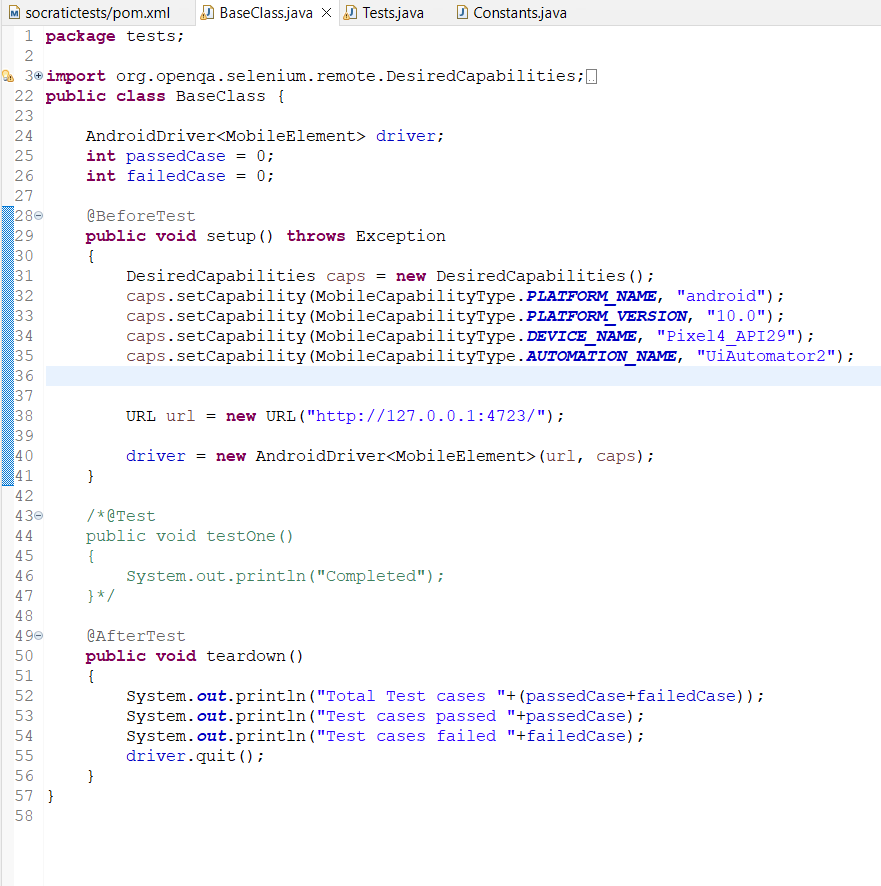 socratictests/pom.xml BaseClass.java Tests.java Constants.java
1 package tests;
2
3 import org.openqa.selenium.remote.DesiredCapabilities;
22 public class BaseClass {
23
24 AndroidDriver<MobileElement> driver;
25 int passedCase = 0;
26 int failedCase = 0;
27
28 @BeforeTest
29 public void setup() throws Exception
30 {
31 DesiredCapabilities caps = new DesiredCapabilities();
32 caps.setCapability(MobileCapabilityType.PLATFORM_NAME, "android");
33 caps.setCapability(MobileCapabilityType.PLATFORM_VERSION, "10.0");
34 caps.setCapability(MobileCapabilityType.DEVICE_NAME, "Pixel4_API29");
35 caps.setCapability(MobileCapabilityType.AUTOMATION_NAME, "UiAutomator2");
36
37
38 URL url = new URL("http://127.0.0.1:4723/");
39
40 driver = new AndroidDriver<MobileElement>(url, caps);
41 }
42
43 /*@Test
44 public void testOne()
45 {
46 System.out.println("Completed");
47 }*/
48
49 @AfterTest
50 public void teardown()
51 {
52 System.out.println("Total Test cases "+(passedCase+failedCase));
53 System.out.println("Test cases passed "+passedCase);
54 System.out.println("Test cases failed "+failedCase);
55 driver.quit();
56 }
57 }
58